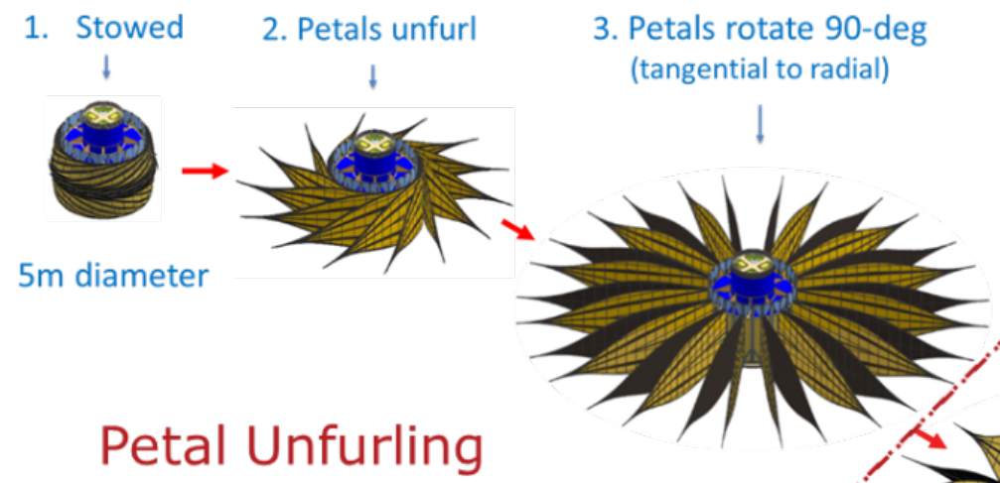 1. Stowed
2. Petals unfurl
3. Petals rotate 90-deg
(tangential to radial)
5m diameter
Petal Unfurling